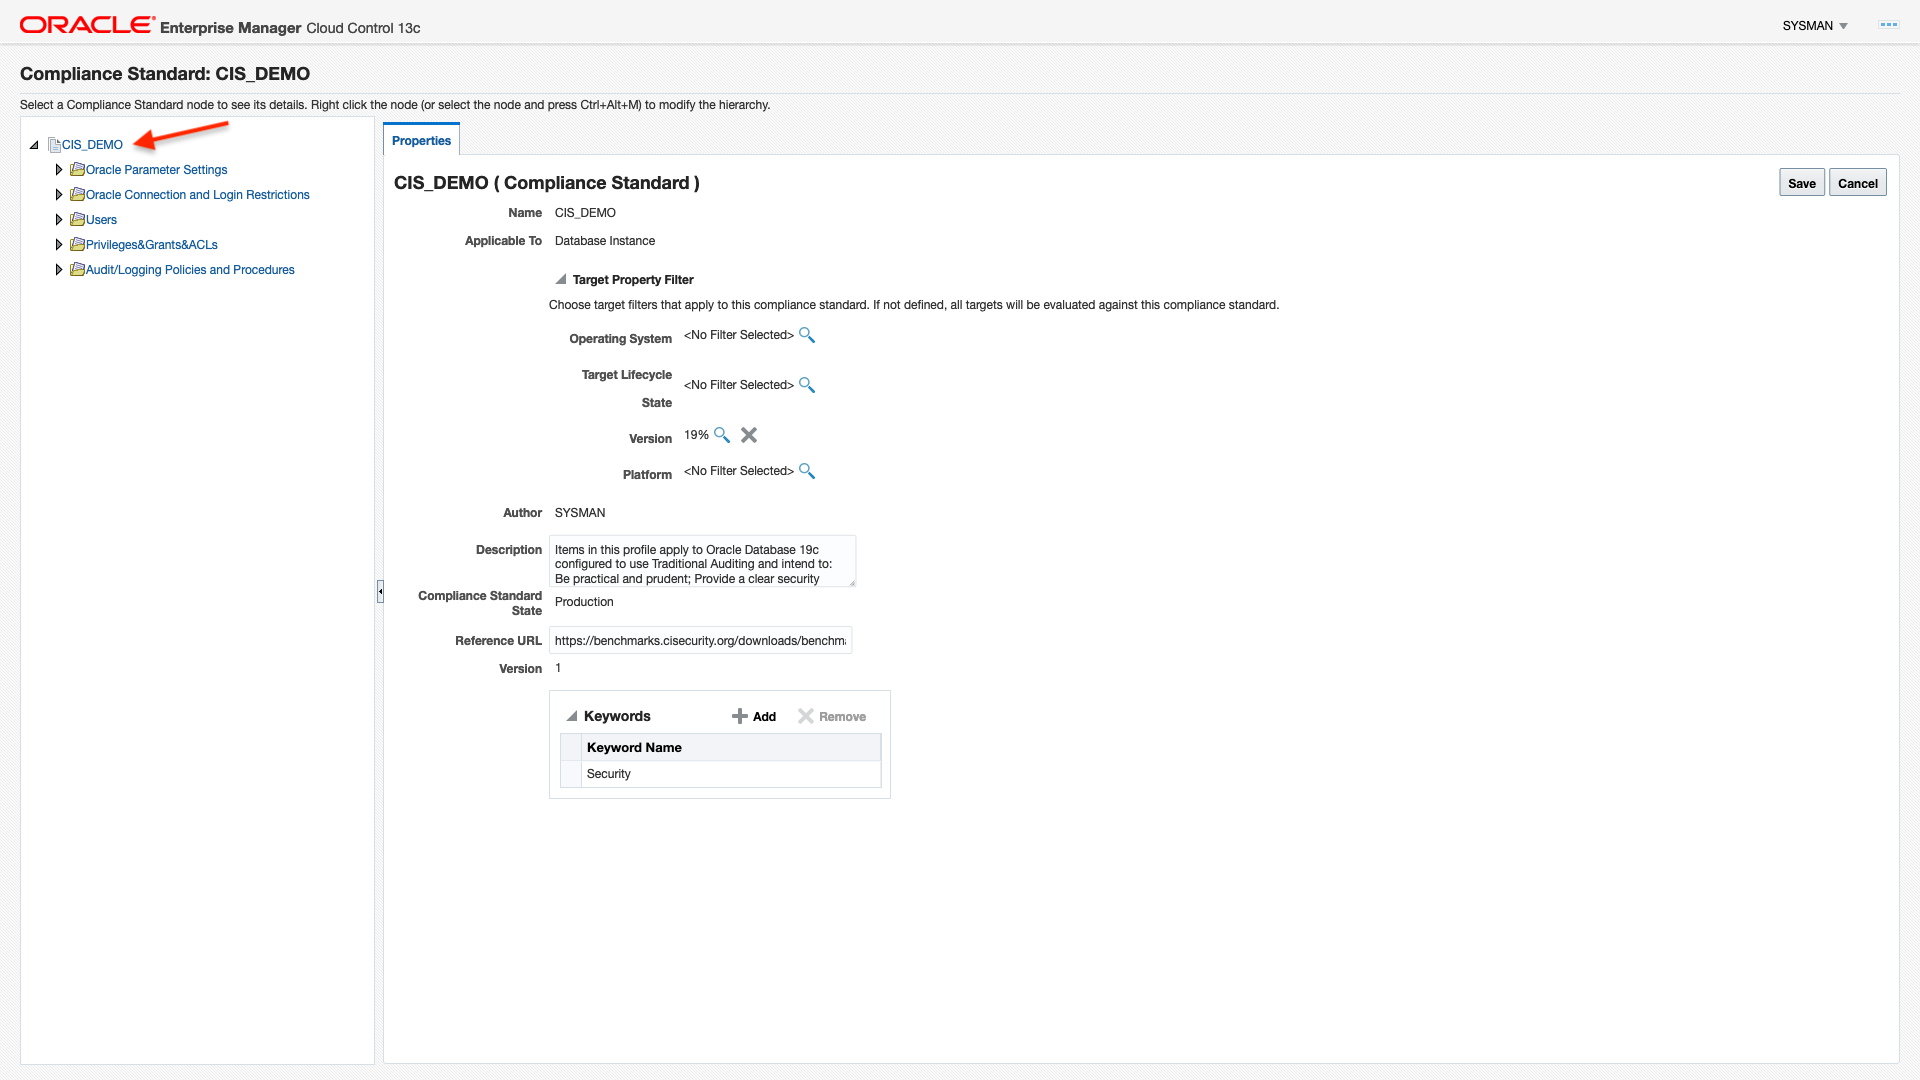 ORACLE Enterprise Manager Cloud Control 13c
SYSMAN
Compliance Standard: CIS_DEMO
Select a Compliance Standard node to see its details. Right click the node (or select the node and press Ctrl+Alt+M) to modify the hierarchy.
CIS_DEMO
Oracle Parameter Settings
Oracle Connection and Login Restrictions
Users
Privileges&Grants&ACLs
Audit/Logging Policies and Procedures
Properties
CIS_DEMO ( Compliance Standard )
Save Cancel
Name CIS_DEMO
Applicable To Database Instance
Target Property Filter
Choose target filters that apply to this compliance standard. If not defined, all targets will be evaluated against this compliance standard.
Operating System <No Filter Selected>
Target Lifecycle
State <No Filter Selected>
Version 19%
Platform <No Filter Selected>
Author SYSMAN
Description Items in this profile apply to Oracle Database 19c
configured to use Traditional Auditing and intend to:
Be practical and prudent; Provide a clear security
Compliance Standard
State Production
Reference URL https://benchmarks.cisecurity.org/downloads/benchm
Version 1
Keywords Add Remove
Keyword Name
Security